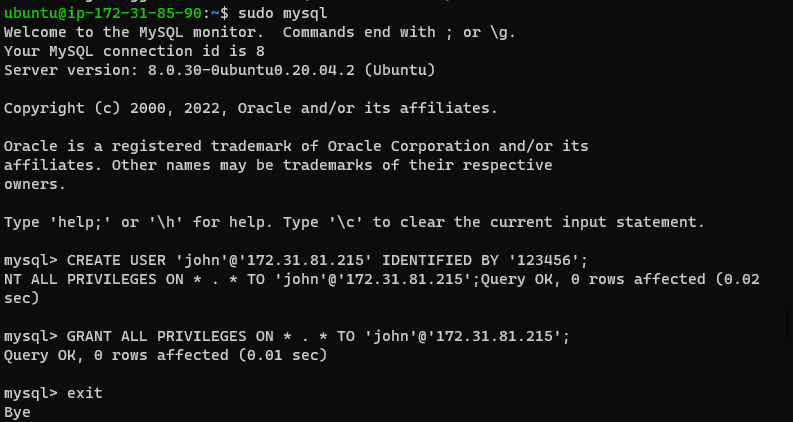 ubuntu@ip-172-31-85-90:~$ sudo mysql
Welcome to the MySQL monitor.  Commands end with ; or \g.
Your MySQL connection id is 8
Server version: 8.0.30-0ubuntu0.20.04.2 (Ubuntu)

Copyright (c) 2000, 2022, Oracle and/or its affiliates.

Oracle is a registered trademark of Oracle Corporation and/or its
affiliates. Other names may be trademarks of their respective
owners.

Type 'help;' or '\h' for help. Type '\c' to clear the current input statement.

mysql> CREATE USER 'john'@'172.31.81.215' IDENTIFIED BY '123456';
NT ALL PRIVILEGES ON * . * TO 'john'@'172.31.81.215';Query OK, 0 rows affected (0.02
sec)

mysql> GRANT ALL PRIVILEGES ON * . * TO 'john'@'172.31.81.215';
Query OK, 0 rows affected (0.01 sec)

mysql> exit
Bye